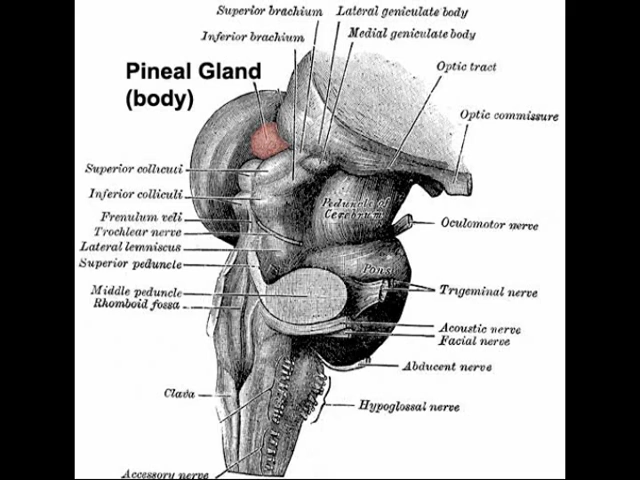 Superior brachium
Lateral geniculate body
Inferior brachium
Medial geniculate body
Pineal Gland
(body)
Optic tract
Optic commissure
Superior collicuti
Inferior colliculi
Peduncle of
Cerebrum
Frenulum veli
Trochlear nerve
Oculomotor nerve
Lateral lemniscus
Superior peduncle
Pons
Middle peduncle
Rhomboid fossa
Trigeminal nerve
Acoustic nerve
Facial nerve
Abducent nerve
Clava
Hypoglossal nerve
Accessory nerve